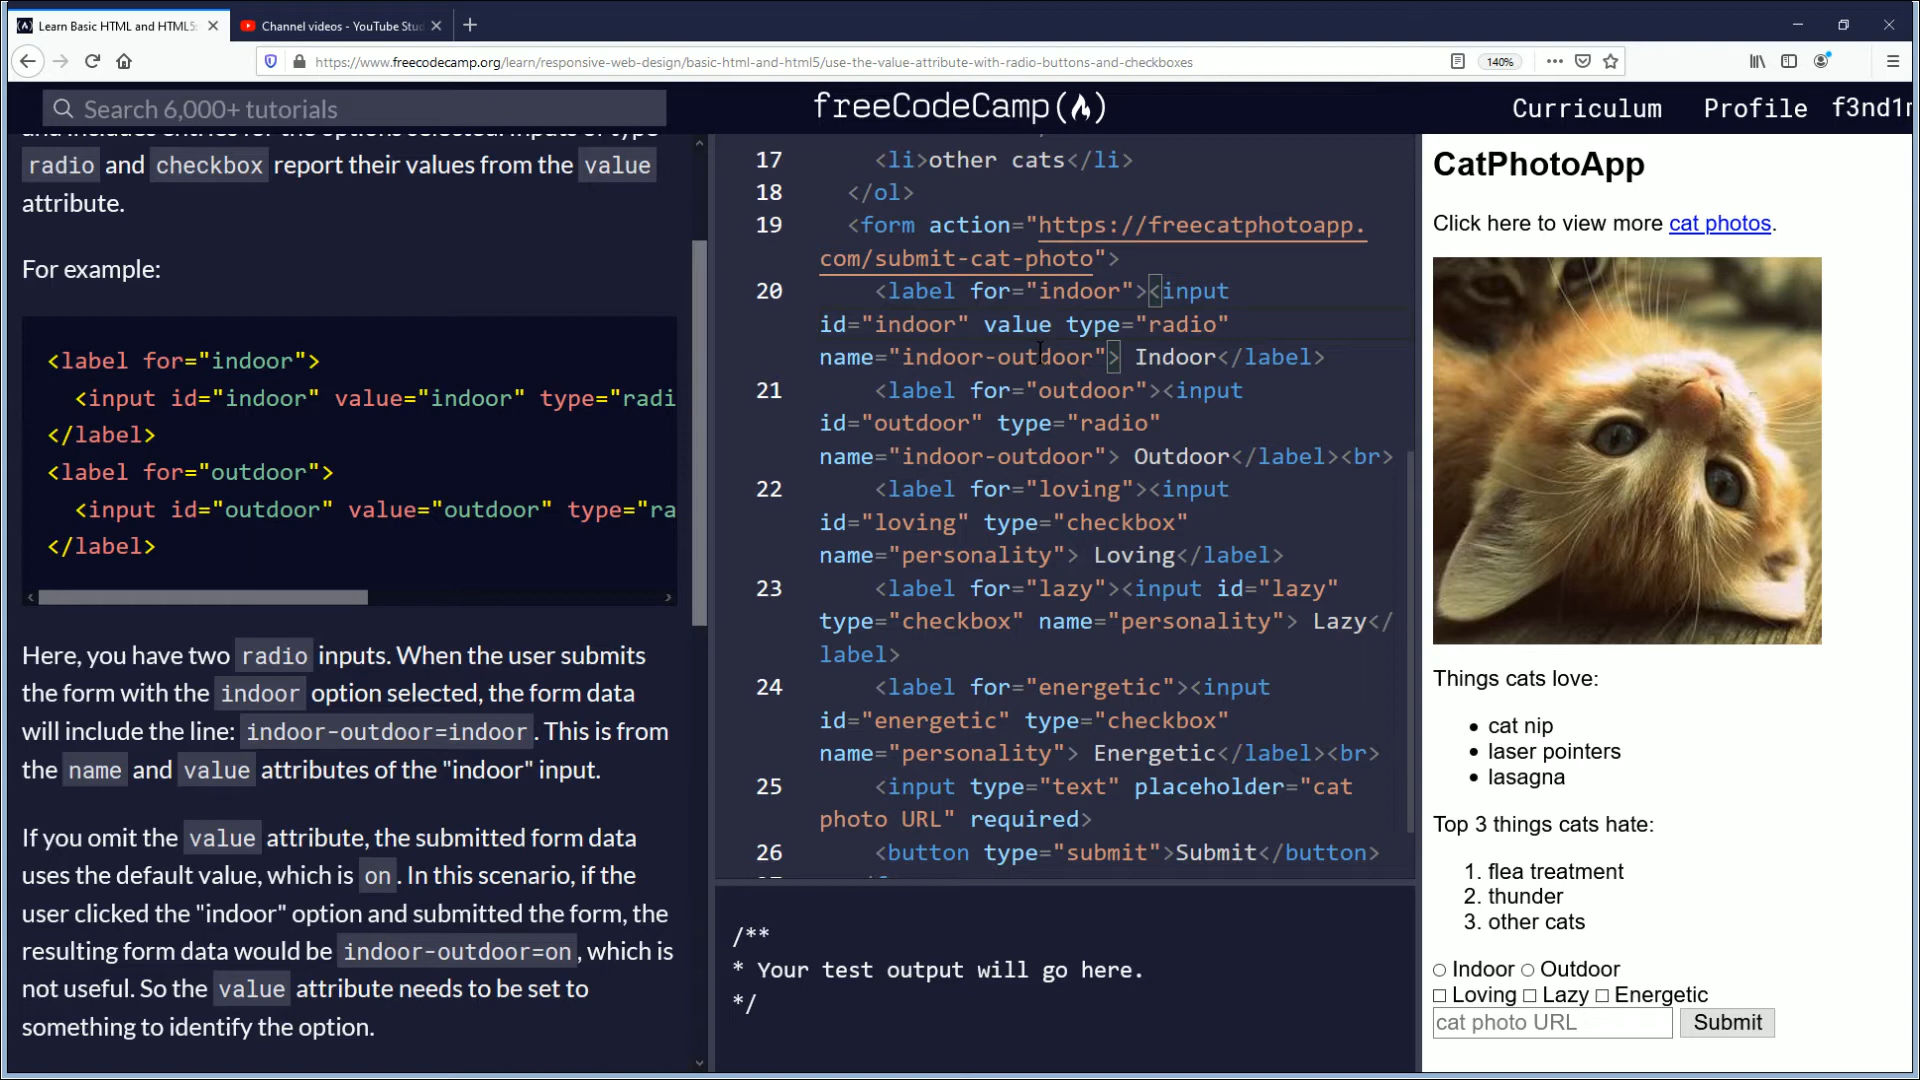 Learn Basic HTML and HTML5:
Channel videos - YouTube Stud
https://www.freecodecamp.org/learn/responsive-web-design/basic-html-and-html5/use-the-value-attribute-with-radio-buttons-and-checkboxes
140%
Search 6,000+ tutorials
freeCodeCamp
Curriculum
Profile
f3nd1
and includes entries for the options selected. Inputs of type
radio and checkbox report their values from the value
attribute.
For example:
<label for="indoor">
<input id="indoor" value="indoor" type="radi
</label>
<label for="outdoor">
<input id="outdoor" value="outdoor" type="ra
</label>
Here, you have two radio inputs. When the user submits
the form with the indoor option selected, the form data
will include the line: indoor-outdoor=indoor. This is from
the name and value attributes of the "indoor" input.
If you omit the value attribute, the submitted form data
uses the default value, which is on. In this scenario, if the
user clicked the "indoor" option and submitted the form, the
resulting form data would be indoor-outdoor=on, which is
not useful. So the value attribute needs to be set to
something to identify the option.
17 <li>other cats</li>
18 </ol>
19 <form action="https://freecatphotoapp.
com/submit-cat-photo">
20 <label for="indoor"><input
id="indoor" value type="radio"
name="indoor-outdoor"> Indoor</label>
21 <label for="outdoor"><input
id="outdoor" type="radio"
name="indoor-outdoor"> Outdoor</label><br>
22 <label for="loving"><input
id="loving" type="checkbox"
name="personality"> Loving</label>
23 <label for="lazy"><input id="lazy"
type="checkbox" name="personality"> Lazy</
label>
24 <label for="energetic"><input
id="energetic" type="checkbox"
name="personality"> Energetic</label><br>
25 <input type="text" placeholder="cat
photo URL" required>
26 <button type="submit">Submit</button>
/**
* Your test output will go here.
*/
CatPhotoApp
Click here to view more cat photos.
Things cats love:
• cat nip
• laser pointers
• lasagna
Top 3 things cats hate:
1. flea treatment
2. thunder
3. other cats
Indoor Outdoor
Loving Lazy Energetic
cat photo URL Submit